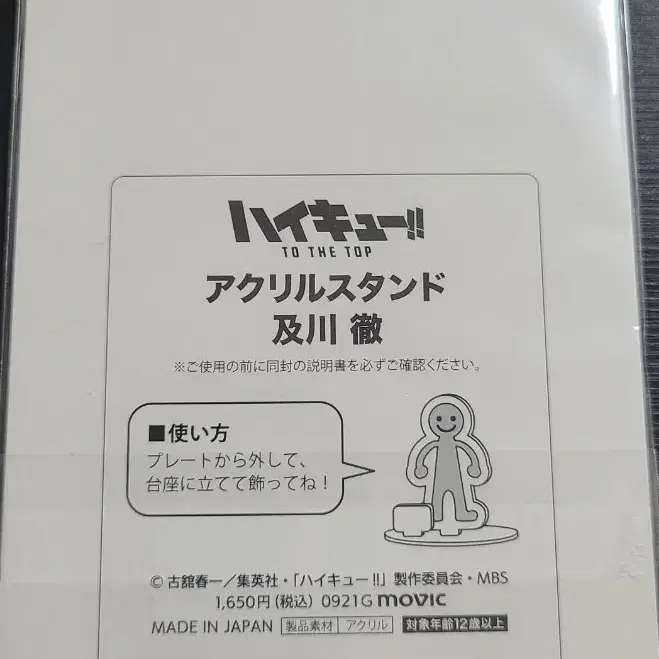 ハイキュー!!
TO THE TOP
アクリルスタンド
及川 徹
※ご使用の前に同封の説明書を必ずご確認ください。
■使い方
プレートから外して、
台座に立てて飾ってね！
© 古舘春一／集英社・「ハイキュー!!」製作委員会・MBS
1,650円（税込） 0921G movic
MADE IN JAPAN 製品素材 アクリル 対象年齢12歳以上